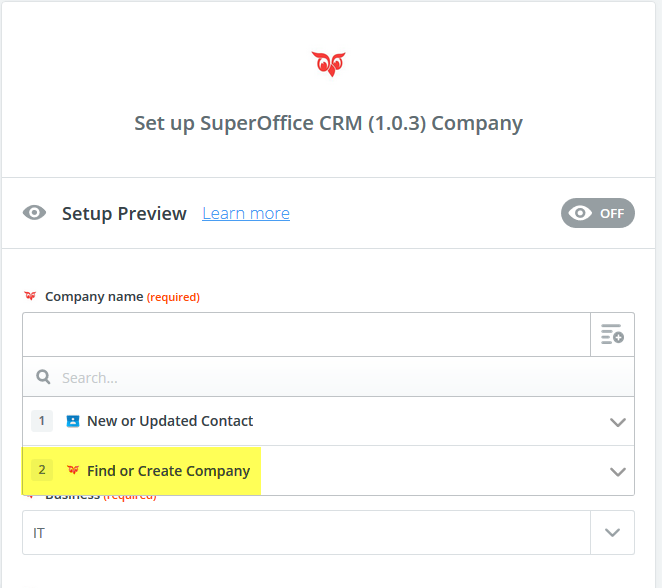 Set up SuperOffice CRM (1.0.3) Company
Setup Preview Learn more OFF
Company name (required)
Search...
1 New or Updated Contact
2 Find or Create Company
Business (required)
IT